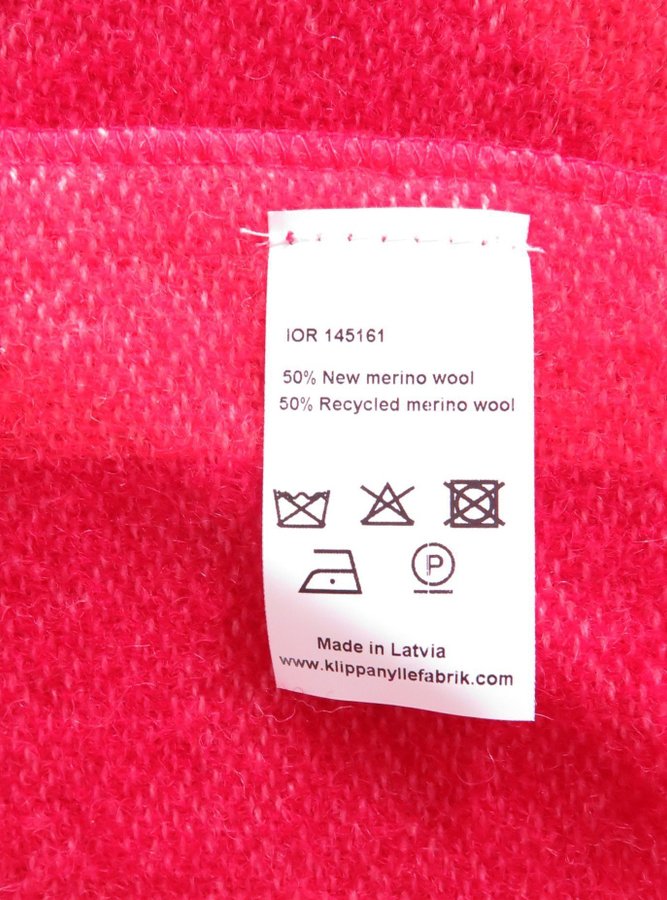 IOR 145161
50% New merino wool
50% Recycled merino wool
P
Made in Latvia
www.klippanyllefabrik.com